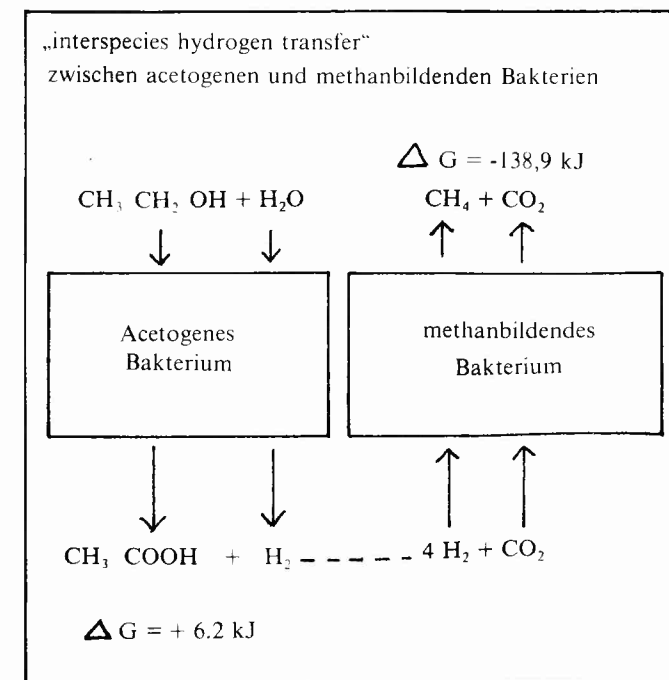 „interspecies hydrogen transfer“
zwischen acetogenen und methanbildenden Bakterien
△ G = -138,9 kJ
CH₃ CH₂ OH + H₂O
CH₄ + CO₂
Acetogenes
Bakterium
methanbildendes
Bakterium
CH₃ COOH + H₂ – – – – – 4 H₂ + CO₂
△ G = + 6.2 kJ